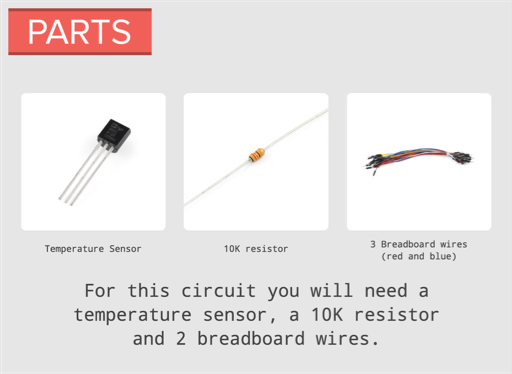 PARTS
Temperature Sensor
10K resistor
3 Breadboard wires
(red and blue)
For this circuit you will need a
temperature sensor, a 10K resistor
and 2 breadboard wires.